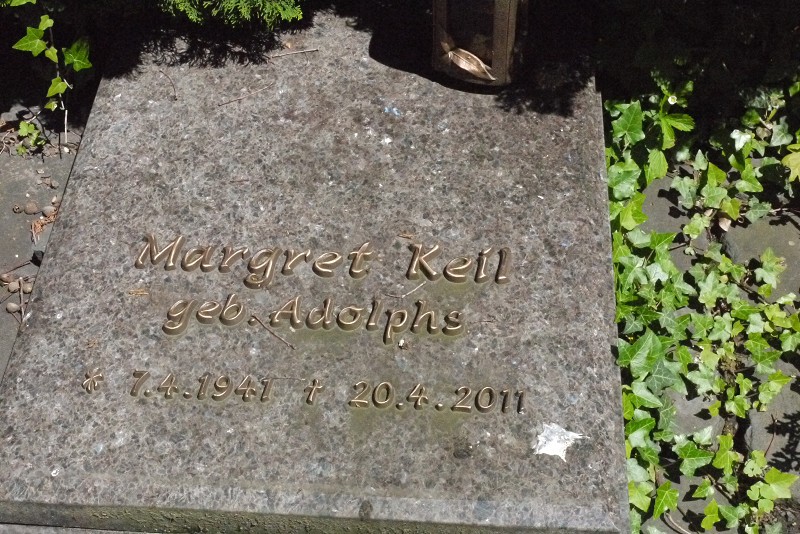 Margret Keil
geb. Adolphs
* 7.4.1941 † 20.4.2011